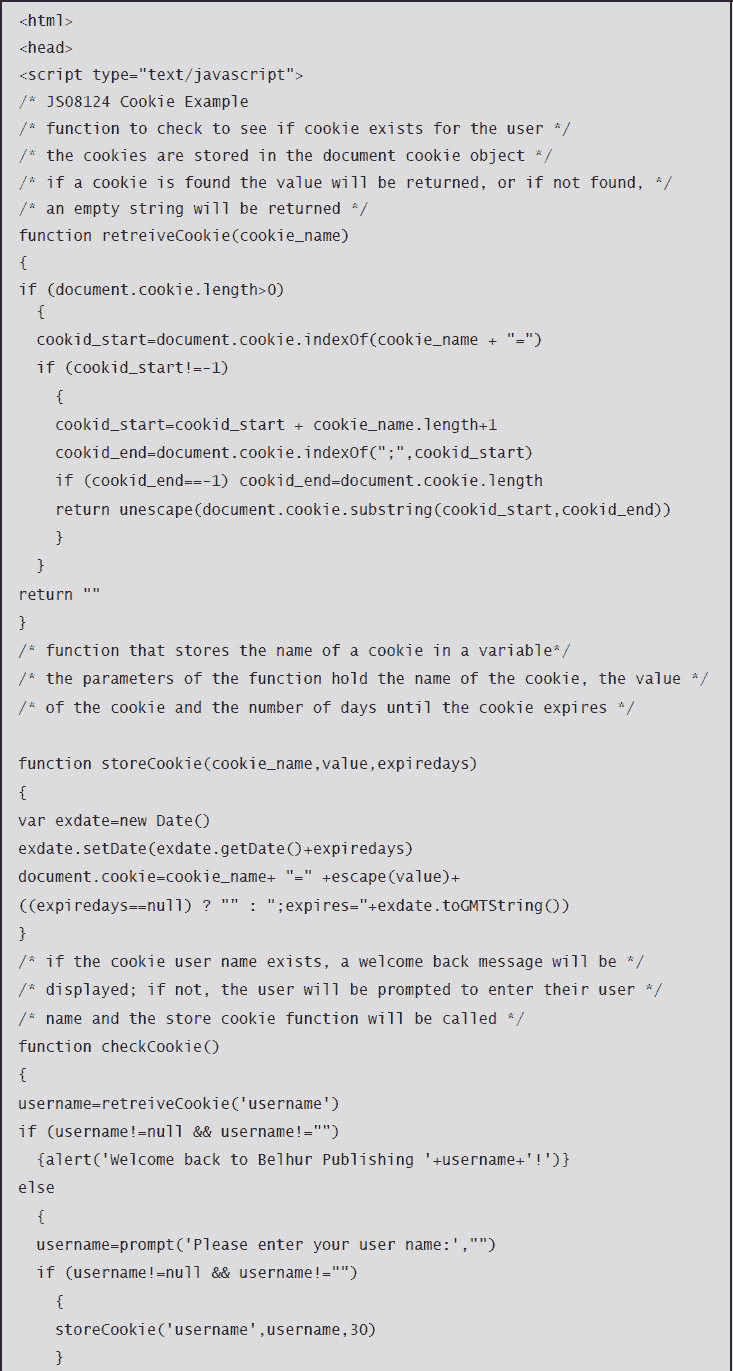 <html>
<head>
<script type="text/javascript">
/* JS08124 Cookie Example
/* function to check to see if cookie exists for the user */
/* the cookies are stored in the document cookie object */
/* if a cookie is found the value will be returned, or if not found, */
/* an empty string will be returned */
function retreiveCookie(cookie_name)
{
if (document.cookie.length>0)
  {
  cookid_start=document.cookie.indexOf(cookie_name + "=")
  if (cookid_start!=-1)
    {
    cookid_start=cookid_start + cookie_name.length+1
    cookid_end=document.cookie.indexOf(";",cookid_start)
    if (cookid_end==-1) cookid_end=document.cookie.length
    return unescape(document.cookie.substring(cookid_start,cookid_end))
    }
  }
return ""
}
/* function that stores the name of a cookie in a variable*/
/* the parameters of the function hold the name of the cookie, the value */
/* of the cookie and the number of days until the cookie expires */

function storeCookie(cookie_name,value,expiredays)
{
var exdate=new Date()
exdate.setDate(exdate.getDate()+expiredays)
document.cookie=cookie_name+ "=" +escape(value)+
((expiredays==null) ? "" : ";expires="+exdate.toGMTString())
}
/* if the cookie user name exists, a welcome back message will be */
/* displayed; if not, the user will be prompted to enter their user */
/* name and the store cookie function will be called */
function checkCookie()
{
username=retreiveCookie('username')
if (username!=null && username!="")
  {alert('Welcome back to Belhur Publishing '+username+'!')}
else
  {
  username=prompt('Please enter your user name:',"")
  if (username!=null && username!="")
    {
    storeCookie('username',username,30)
    }